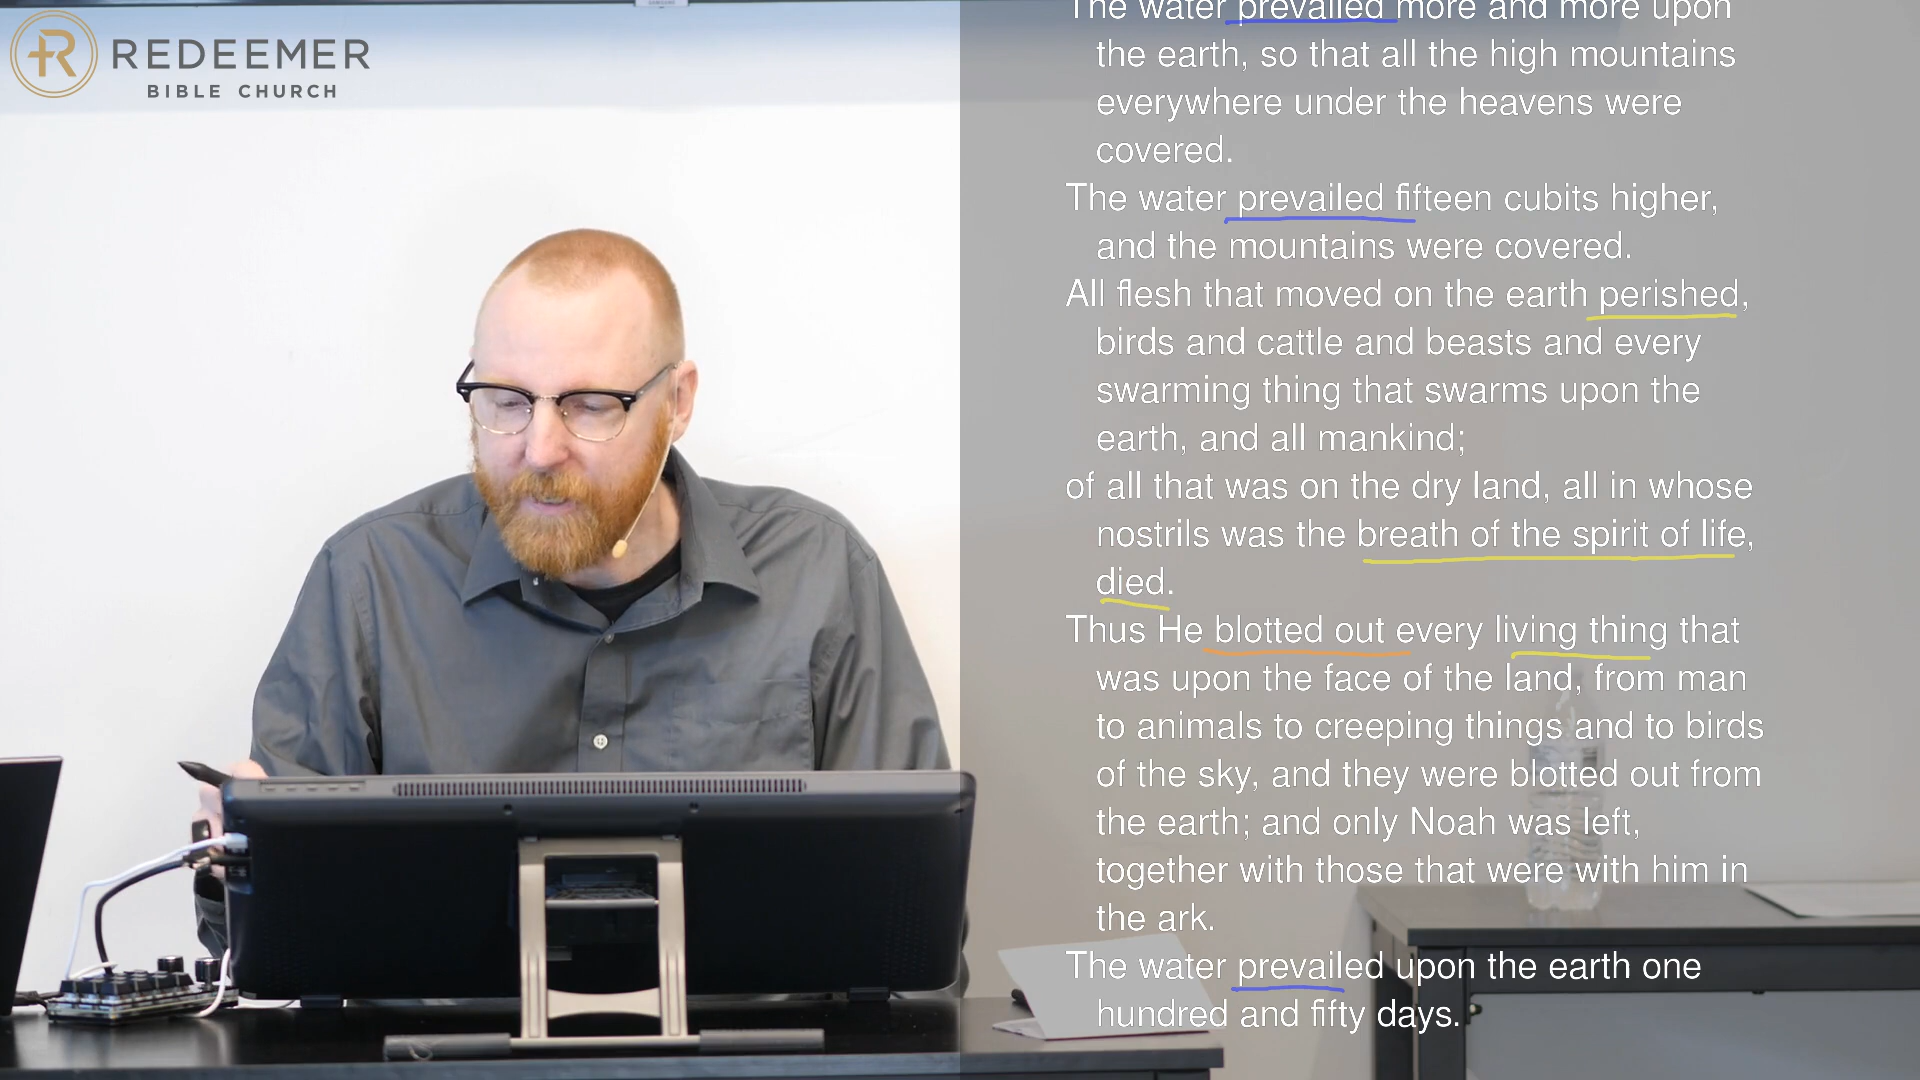 REDEEMER
BIBLE CHURCH
The water prevailed more and more upon
the earth, so that all the high mountains
everywhere under the heavens were
covered.
The water prevailed fifteen cubits higher,
and the mountains were covered.
All flesh that moved on the earth perished,
birds and cattle and beasts and every
swarming thing that swarms upon the
earth, and all mankind;
of all that was on the dry land, all in whose
nostrils was the breath of the spirit of life,
died.
Thus He blotted out every living thing that
was upon the face of the land, from man
to animals to creeping things and to birds
of the sky, and they were blotted out from
the earth; and only Noah was left,
together with those that were with him in
the ark.
The water prevailed upon the earth one
hundred and fifty days.